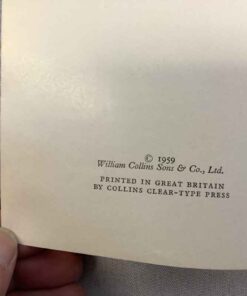 © 1959
William Collins Sons & Co., Ltd.
PRINTED IN GREAT BRITAIN
BY COLLINS CLEAR-TYPE PRESS